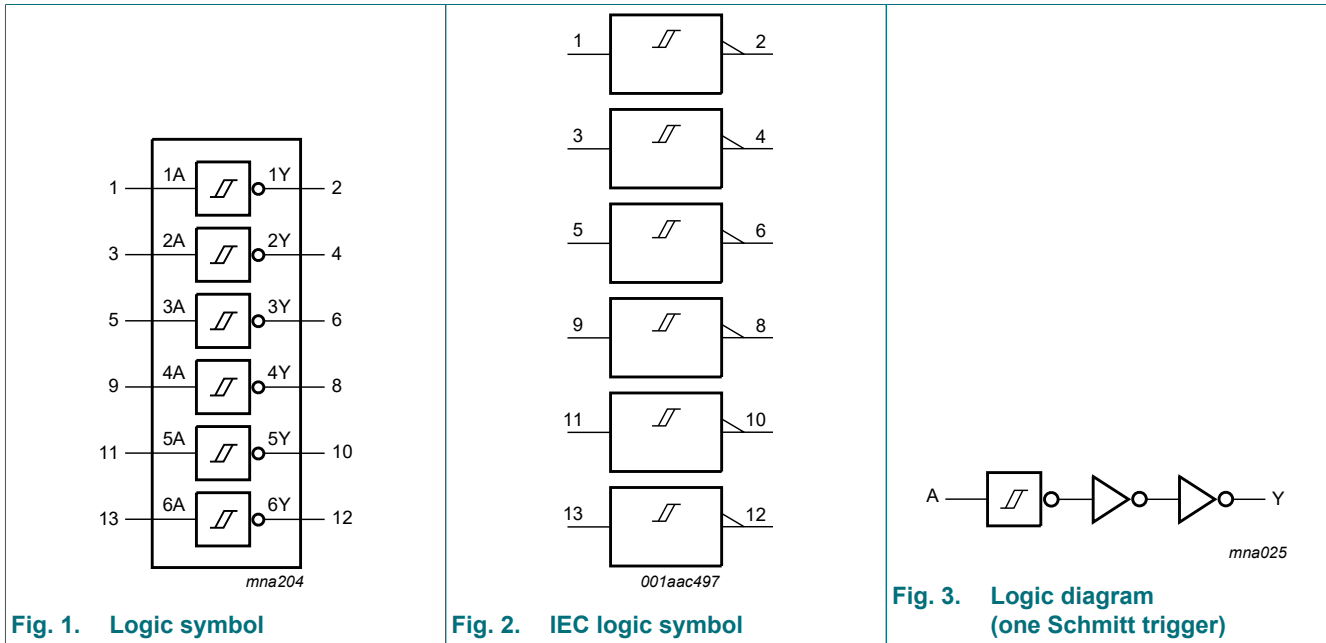 1 1A 1Y 2
3 2A 2Y 4
5 3A 3Y 6
9 4A 4Y 8
11 5A 5Y 10
13 6A 6Y 12
mna204
Fig. 1. Logic symbol
1 2
3 4
5 6
9 8
11 10
13 12
001aac497
Fig. 2. IEC logic symbol
A Y
mna025
Fig. 3. Logic diagram
(one Schmitt trigger)